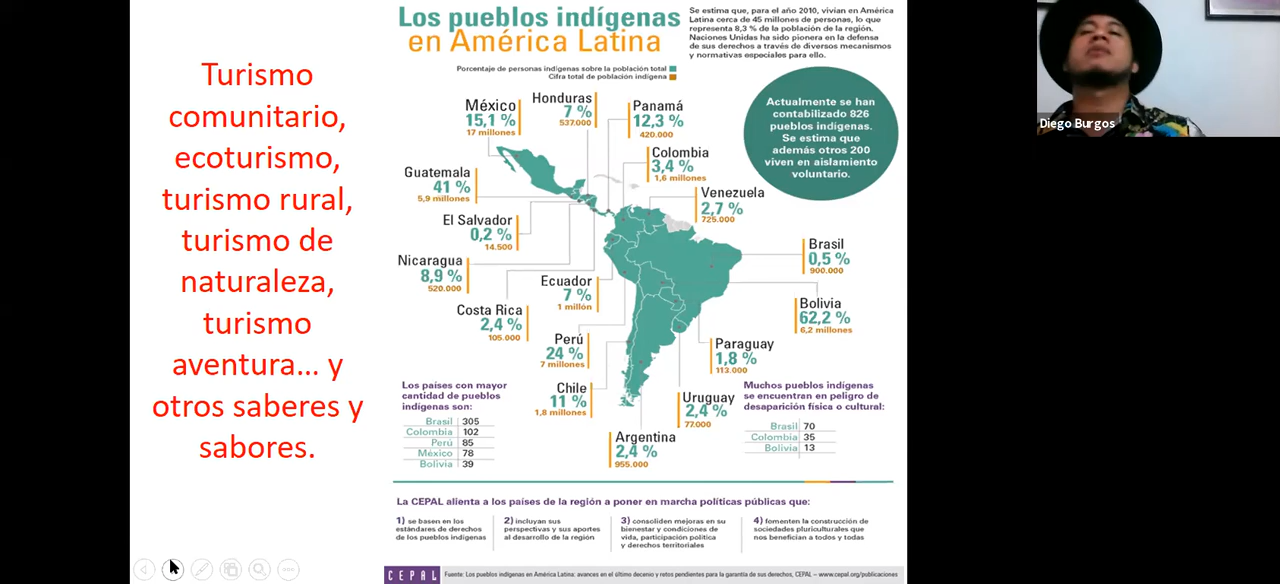 Turismo
comunitario,
ecoturismo,
turismo rural,
turismo de
naturaleza,
turismo
aventura... y
otros saberes y
sabores.
Los pueblos indígenas
en América Latina
Se estima que, para el año 2010, vivian en América
Latina cerca de 45 millones de personas, lo que
representa 8,3 % de la población de la región.
Naciones Unidas ha sido pionera en la defensa
de sus derechos a través de diversos mecanismos
y normativas especiales para ello.
Porcentaje de personas indígenas sobre la población total
Cifra total de población indígena
México
15,1 %
17 millones
Honduras
7 %
537.000
Panamá
12,3 %
420.000
Actualmente se han
contabilizado 826
pueblos indígenas.
Se estima que
además otros 200
viven en aislamiento
voluntario.
Colombia
3,4 %
1,6 millones
Guatemala
41 %
5,9 millones
Venezuela
2,7 %
725.000
El Salvador
0,2 %
14.500
Brasil
0,5 %
900.000
Nicaragua
8,9 %
520.000
Ecuador
7 %
1 millón
Bolivia
62,2 %
6,2 millones
Costa Rica
2,4 %
105.000
Perú
24 %
7 millones
Paraguay
1,8 %
113.000
Chile
11 %
1,8 millones
Uruguay
2,4 %
77.000
Argentina
2,4 %
955.000
Los países con mayor
cantidad de pueblos
indígenas son:
Brasil 305
Colombia 102
Perú 85
México 78
Bolivia 39
Muchos pueblos indígenas
se encuentran en peligro de
desaparición física o cultural:
Brasil 70
Colombia 35
Bolivia 13
La CEPAL alienta a los países de la región a poner en marcha políticas públicas que:
1) se basen en los
estándares de derechos
de los pueblos indígenas
2) incluyan sus
perspectivas y sus aportes
al desarrollo de la región
3) consoliden mejoras en su
bienestar y condiciones de
vida, participación política
y derechos territoriales
4) fomenten la construcción de
sociedades pluriculturales que
nos benefician a todos y todas
CEPAL
Fuente: Los pueblos indígenas en América Latina: avances en el último decenio y retos pendientes para la garantía de sus derechos, CEPAL – www.cepal.org/publicaciones
Diego Burgos